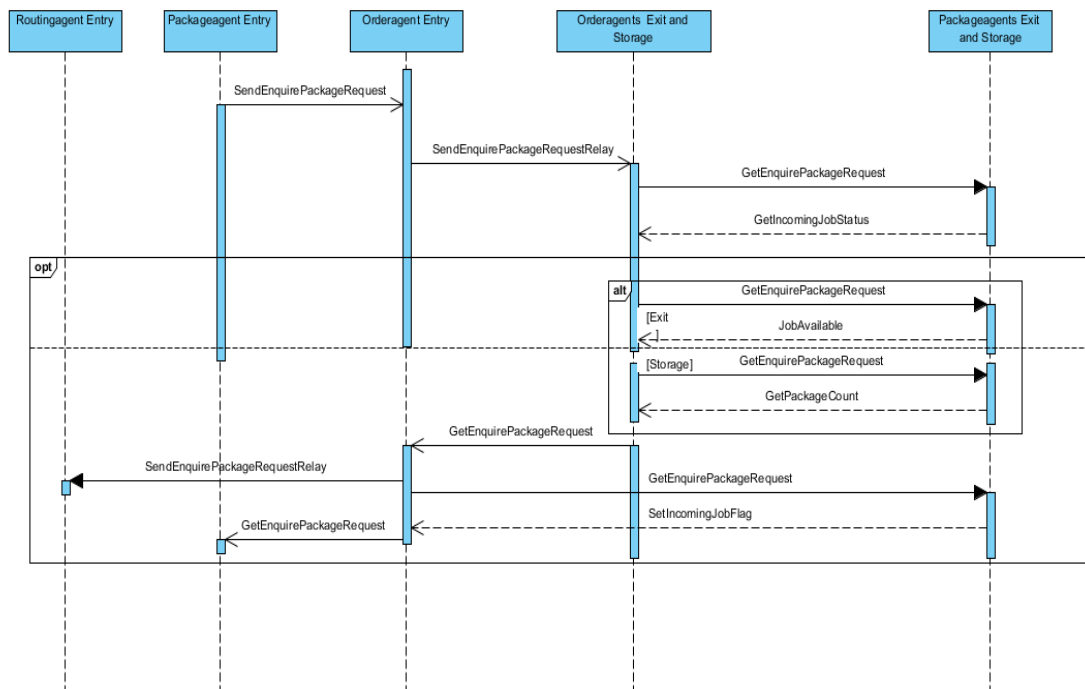 Routingagent Entry
Packageagent Entry
Orderagent Entry
Orderagents Exit and
Storage
Packageagents Exit
and Storage
SendEnquirePackageRequest
SendEnquirePackageRequestRelay
GetEnquirePackageRequest
GetIncomingJobStatus
opt
alt
GetEnquirePackageRequest
[Exit
]
JobAvailable
[Storage]
GetEnquirePackageRequest
GetPackageCount
GetEnquirePackageRequest
SendEnquirePackageRequestRelay
GetEnquirePackageRequest
SetIncomingJobFlag
GetEnquirePackageRequest